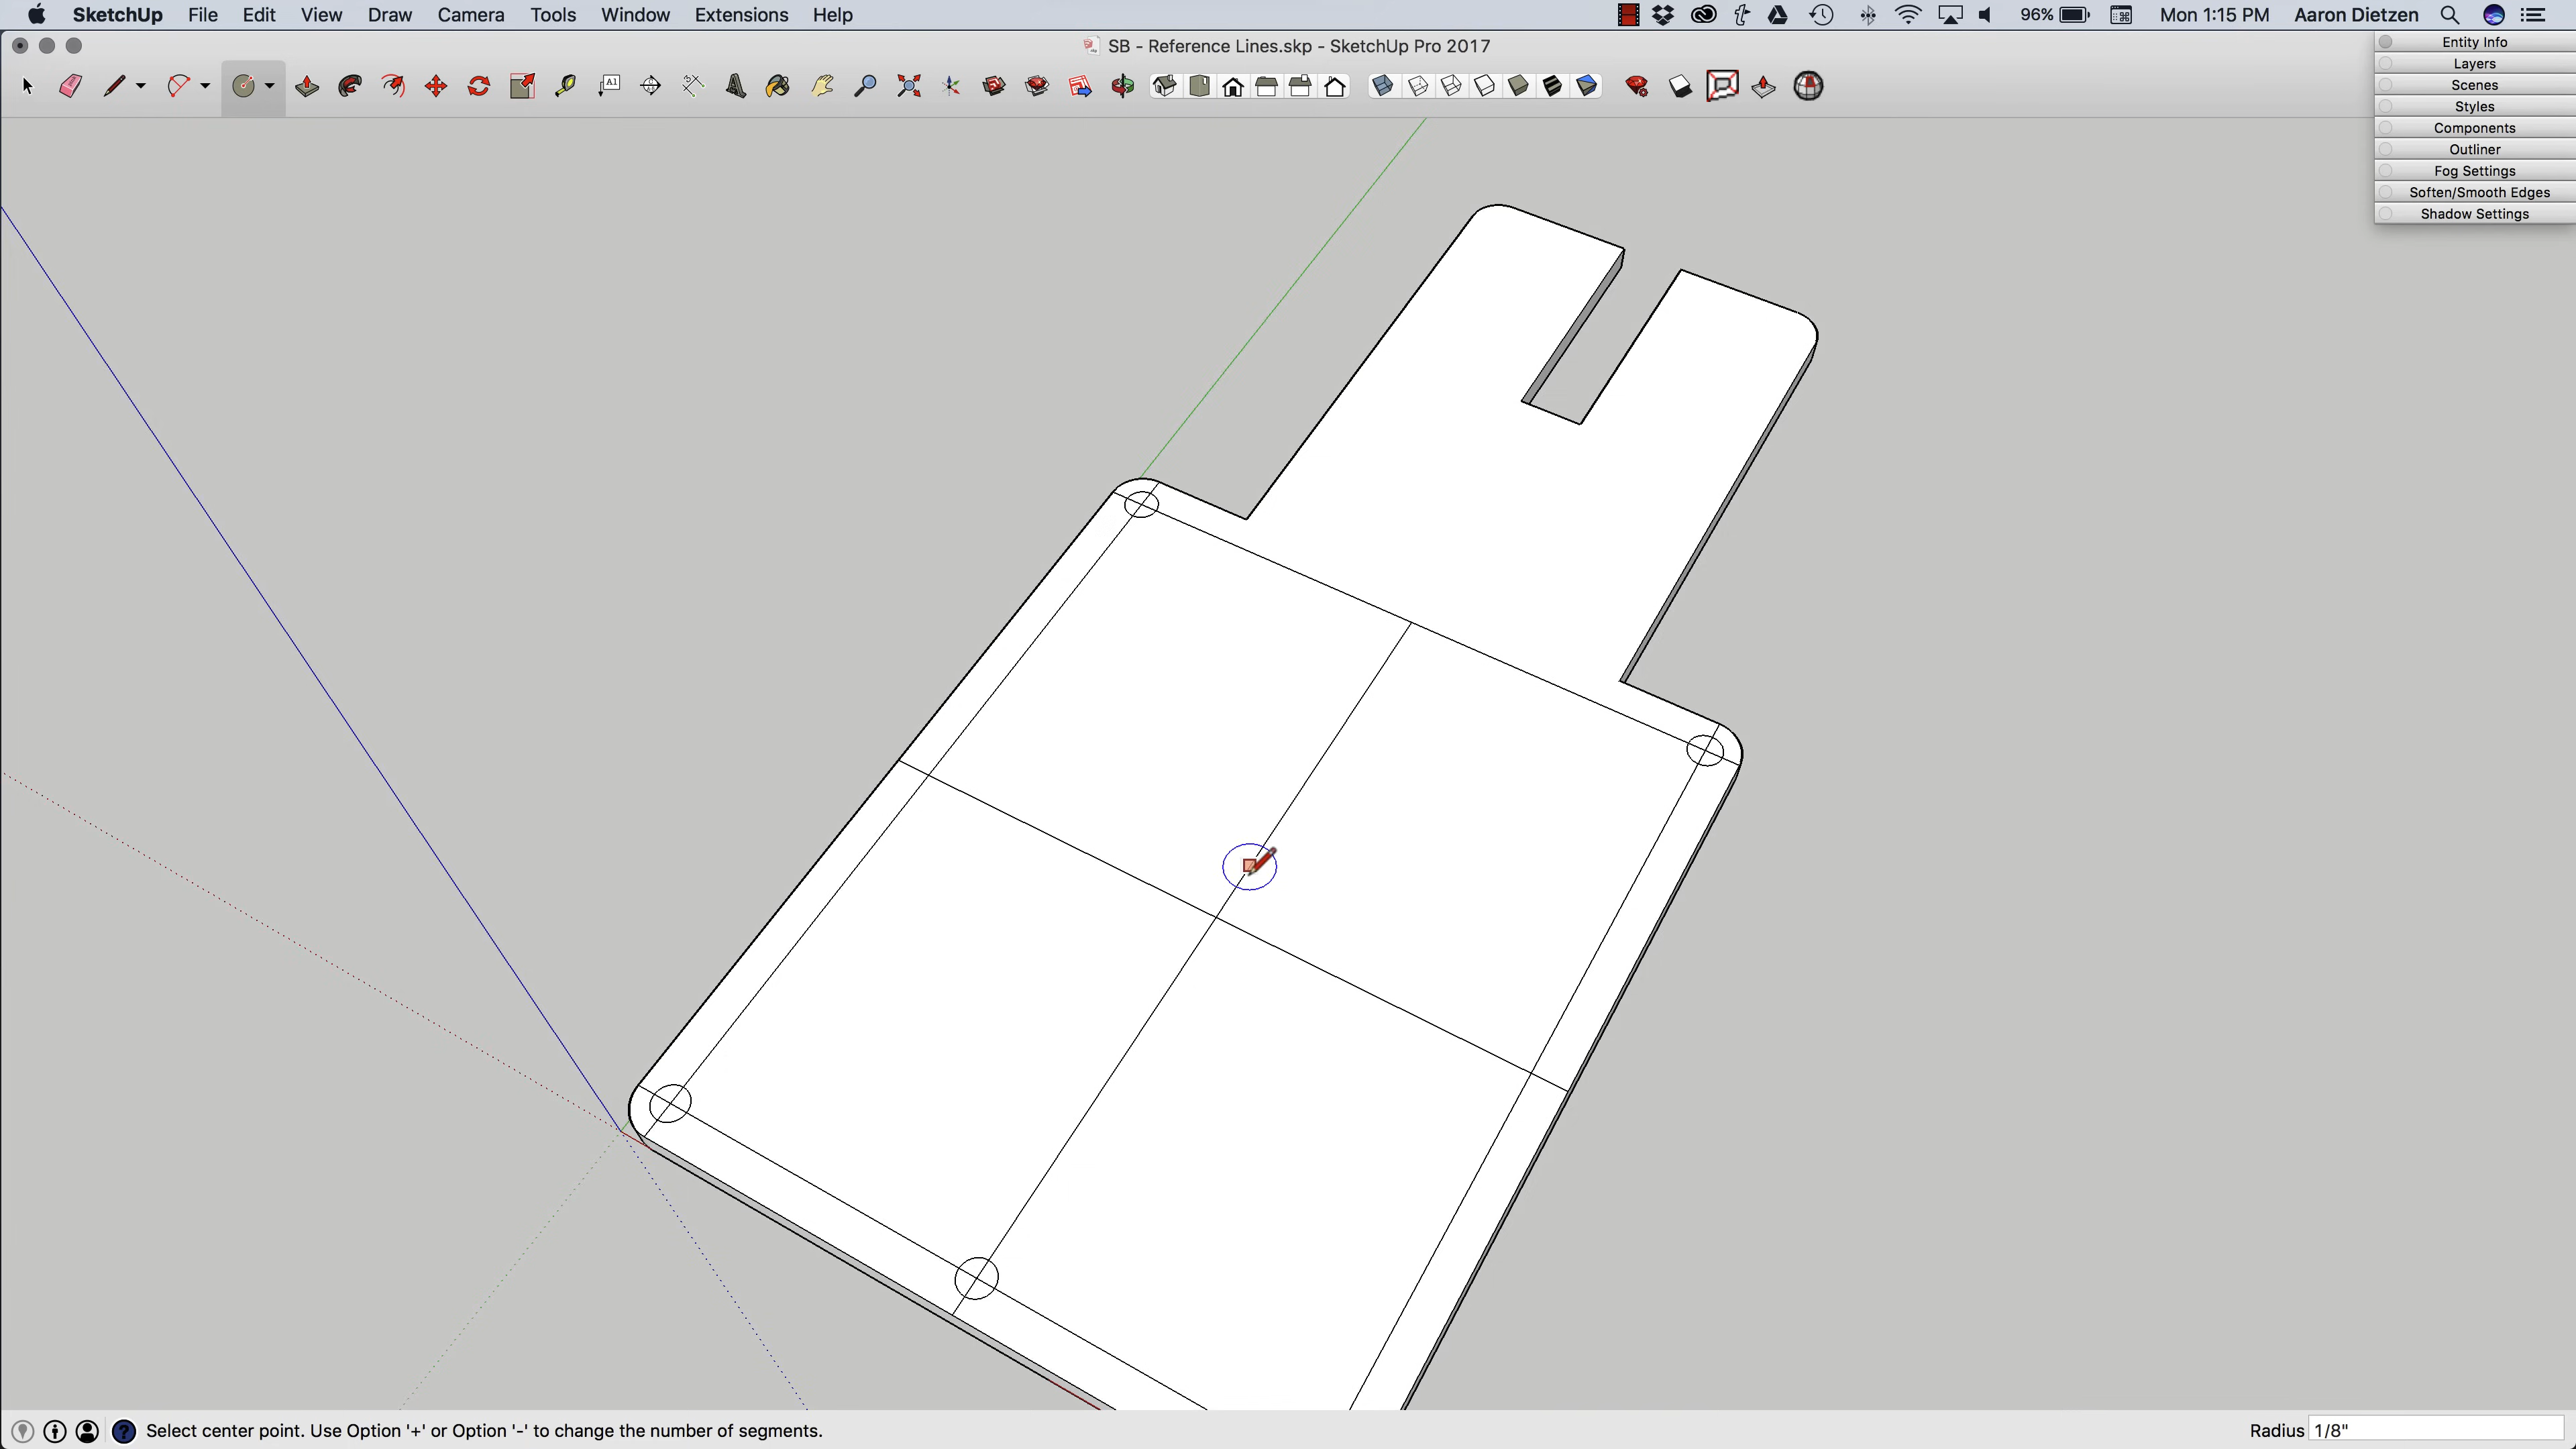 SketchUp File Edit View Draw Camera Tools Window Extensions Help 96% Mon 1:15 PM Aaron Dietzen
SB - Reference Lines.skp - SketchUp Pro 2017
A1
Entity Info
Layers
Scenes
Styles
Components
Outliner
Fog Settings
Soften/Smooth Edges
Shadow Settings
Select center point. Use Option '+' or Option '-' to change the number of segments. Radius 1/8"